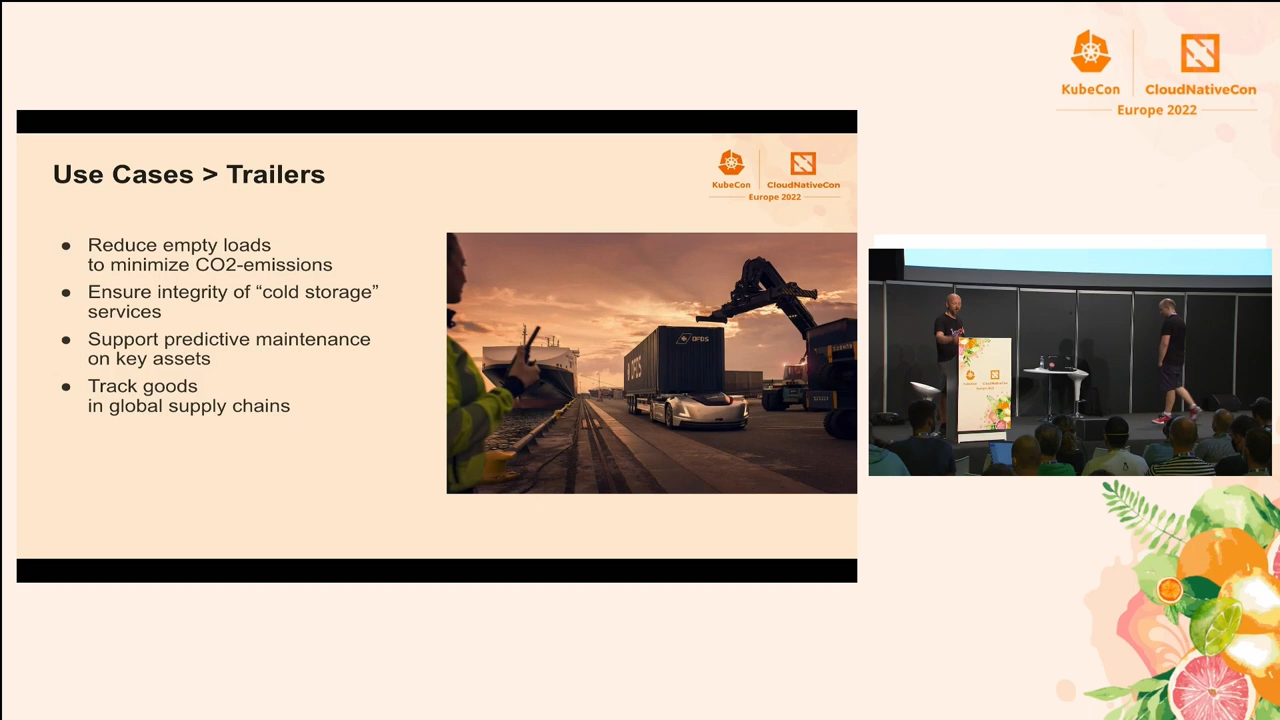 KubeCon
CloudNativeCon
Europe 2022
Use Cases > Trailers
KubeCon
CloudNativeCon
Europe 2022
● Reduce empty loads
to minimize CO2-emissions
● Ensure integrity of “cold storage”
services
● Support predictive maintenance
on key assets
● Track goods
in global supply chains
DFDS